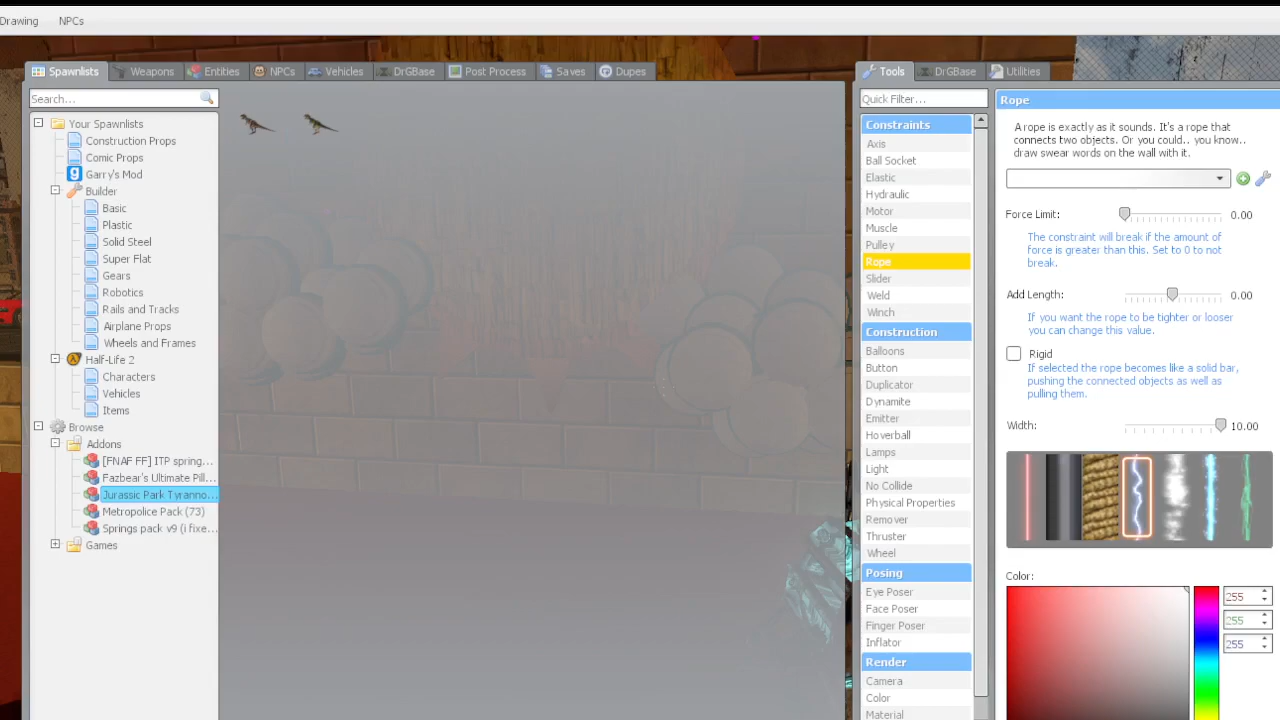 Drawing NPCs
Spawnlists Weapons Entities NPCs Vehicles DrGBase Post Process Saves Dupes
Search...
Your Spawnlists
Construction Props
Comic Props
Garry's Mod
Builder
Basic
Plastic
Solid Steel
Super Flat
Gears
Robotics
Rails and Tracks
Airplane Props
Wheels and Frames
Half-Life 2
Characters
Vehicles
Items
Browse
Addons
[FNAF FF] ITP spring...
Fazbear's Ultimate Pill...
Jurassic Park Tyranno...
Metropolice Pack (73)
Springs pack v9 (i fixe...
Games
Tools DrGBase Utilities
Quick Filter...
Constraints
Axis
Ball Socket
Elastic
Hydraulic
Motor
Muscle
Pulley
Rope
Slider
Weld
Winch
Construction
Balloons
Button
Duplicator
Dynamite
Emitter
Hoverball
Lamps
Light
No Collide
Physical Properties
Remover
Thruster
Wheel
Posing
Eye Poser
Face Poser
Finger Poser
Inflator
Render
Camera
Color
Material
Rope
A rope is exactly as it sounds. It's a rope that
connects two objects. Or you could.. you know..
draw swear words on the wall with it.
Force Limit: 0.00
The constraint will break if the amount of
force is greater than this. Set to 0 to not
break.
Add Length: 0.00
If you want the rope to be tighter or looser
you can change this value.
Rigid
If selected the rope becomes like a solid bar,
pushing the connected objects as well as
pulling them.
Width: 10.00
Color:
255
255
255